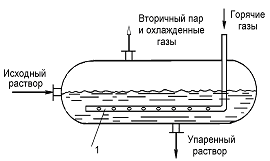 Вторичный пар
и охлажденные
газы
Горячие
газы
Исходный
раствор
1
Упаренный
раствор